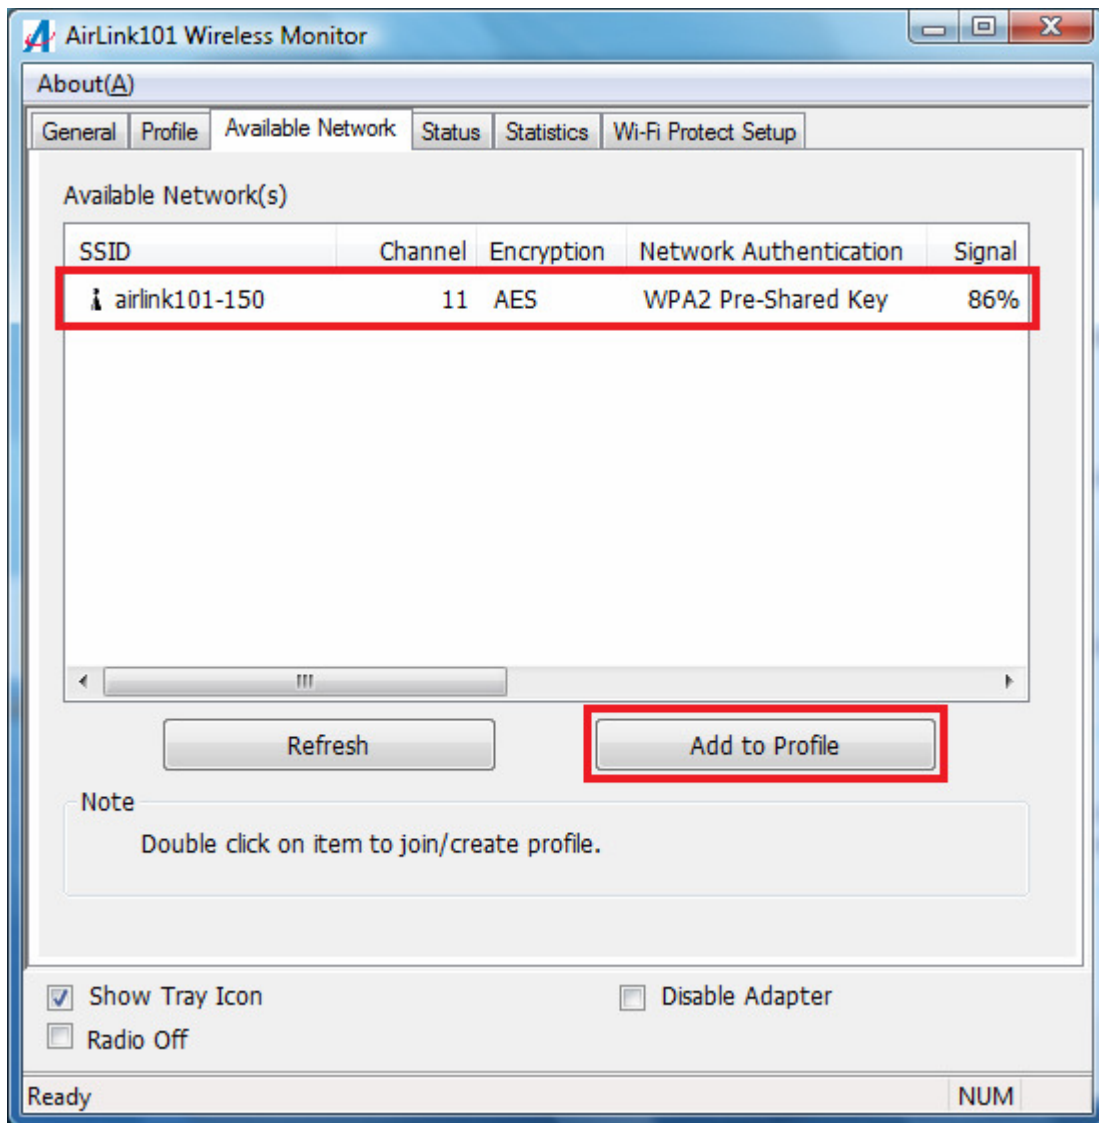 AirLink101 Wireless Monitor
About(A)
General Profile Available Network Status Statistics Wi-Fi Protect Setup
Available Network(s)
SSID Channel Encryption Network Authentication Signal
airlink101-150 11 AES WPA2 Pre-Shared Key 86%
Refresh Add to Profile
Note
Double click on item to join/create profile.
Show Tray Icon Disable Adapter
Radio Off
Ready NUM